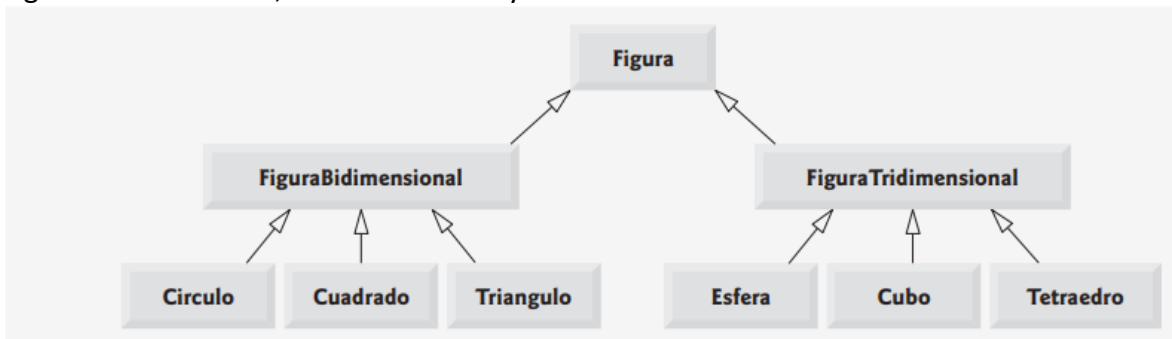 Figura
FiguraBidimensional FiguraTridimensional
Circulo Cuadrado Triangulo Esfera Cubo Tetraedro